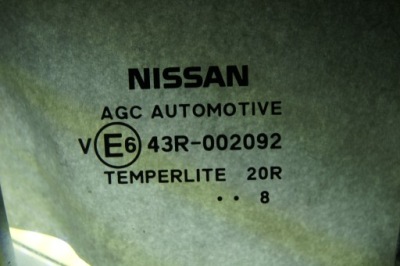 NISSAN
AGC AUTOMOTIVE
V E6 43R-002092
TEMPERLITE 20R
·· 8